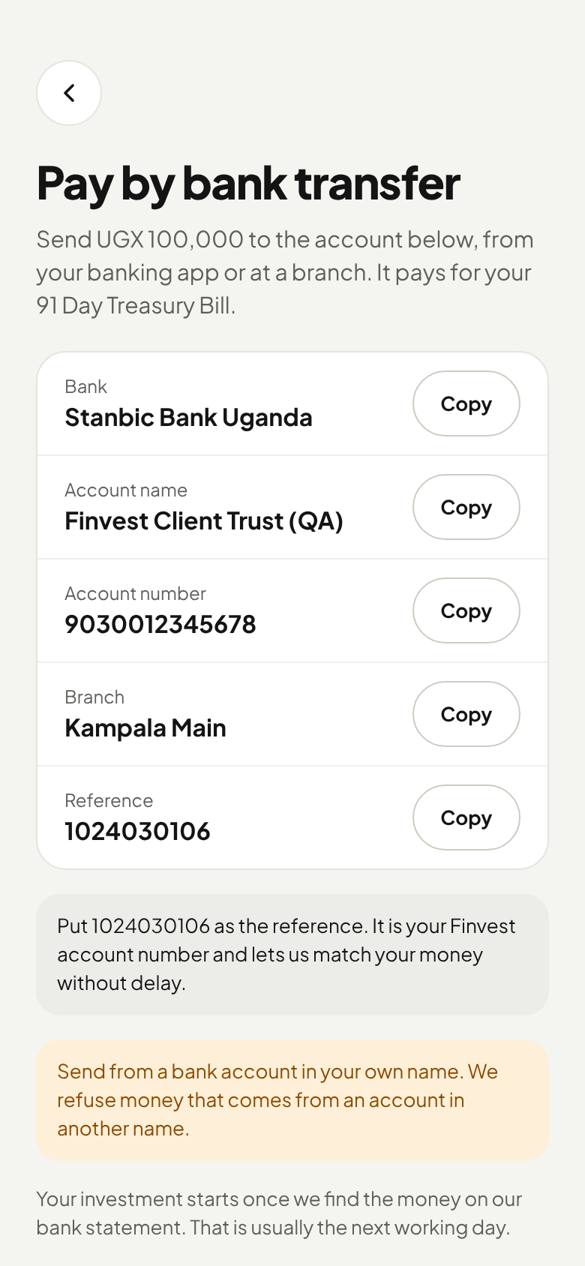 Pay by bank transfer
Send UGX 100,000 to the account below, from
your banking app or at a branch. It pays for your
91 Day Treasury Bill.
Bank
Stanbic Bank Uganda
Copy
Account name
Finvest Client Trust (QA)
Copy
Account number
9030012345678
Copy
Branch
Kampala Main
Copy
Reference
1024030106
Copy
Put 1024030106 as the reference. It is your Finvest
account number and lets us match your money
without delay.
Send from a bank account in your own name. We
refuse money that comes from an account in
another name.
Your investment starts once we find the money on our
bank statement. That is usually the next working day.